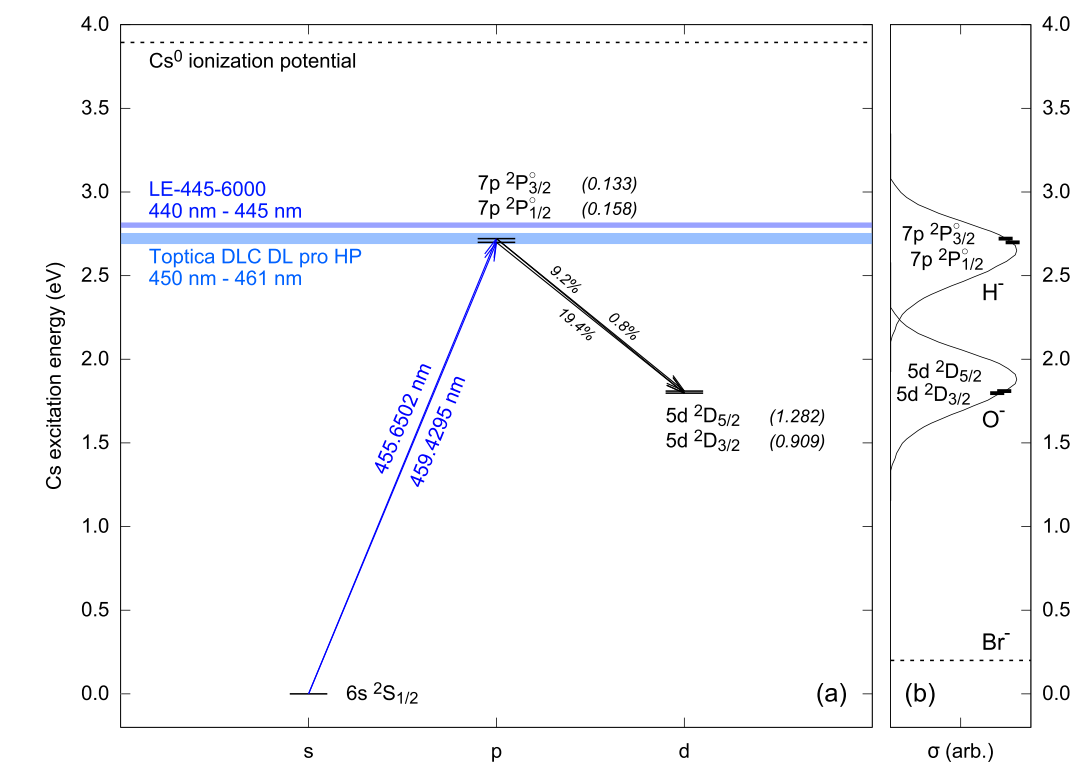 4.0
3.5
3.0
2.5
2.0
1.5
1.0
0.5
0.0
Cs excitation energy (eV)
Cs⁰ ionization potential
LE-445-6000
440 nm - 445 nm
Toptica DLC DL pro HP
450 nm - 461 nm
7p ²P°3/2 (0.133)
7p ²P°1/2 (0.158)
9.2%
19.4%
0.8%
455.6502 nm
459.4295 nm
5d ²D5/2 (1.282)
5d ²D3/2 (0.909)
6s ²S1/2
(a)
s
p
d
4.0
3.5
3.0
2.5
2.0
1.5
1.0
0.5
0.0
7p ²P°3/2
7p ²P°1/2
H⁻
5d ²D5/2
5d ²D3/2
O⁻
Br⁻
(b)
σ (arb.)